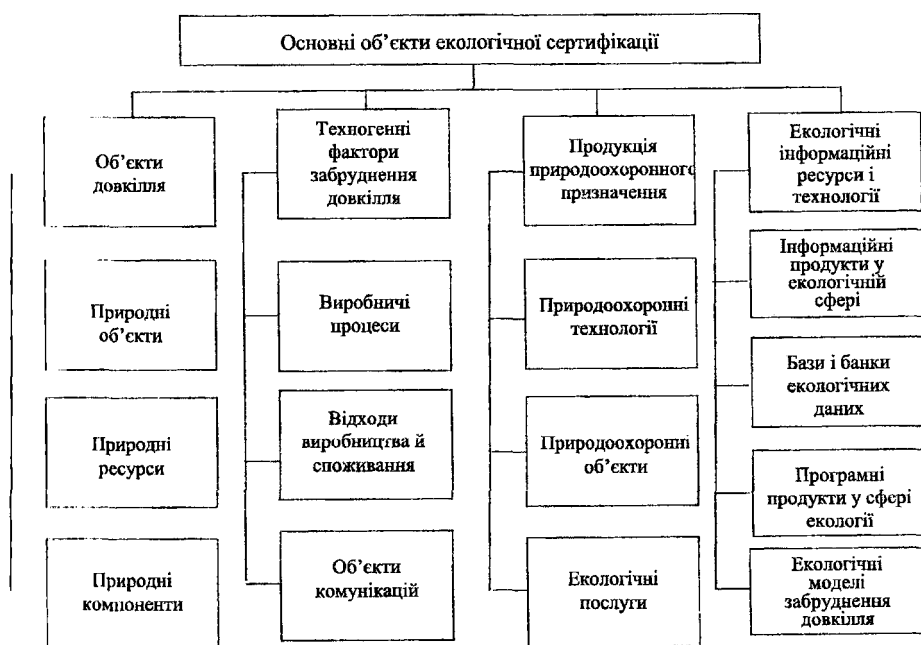 Основні об’єкти екологічної сертифікації
Об’єкти
довкілля
Природні
об’єкти
Природні
ресурси
Природні
компоненти
Техногенні
фактори
забруднення
довкілля
Виробничі
процеси
Відходи
виробництва й
споживання
Об’єкти
комунікацій
Продукція
природоохоронного
призначення
Природоохоронні
технології
Природоохоронні
об’єкти
Екологічні
послуги
Екологічні
інформаційні
ресурси і
технології
Інформаційні
продукти у
екологічній
сфері
Бази і банки
екологічних
даних
Програмні
продукти у сфері
екології
Екологічні
моделі
забруднення
довкілля